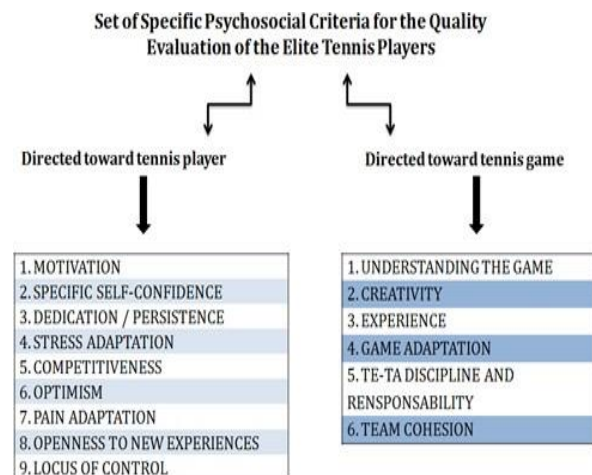 Set of Specific Psychosocial Criteria for the Quality
Evaluation of the Elite Tennis Players
Directed toward tennis player
Directed toward tennis game
1. MOTIVATION
2. SPECIFIC SELF-CONFIDENCE
3. DEDICATION / PERSISTENCE
4. STRESS ADAPTATION
5. COMPETITIVENESS
6. OPTIMISM
7. PAIN ADAPTATION
8. OPENNESS TO NEW EXPERIENCES
9. LOCUS OF CONTROL
1. UNDERSTANDING THE GAME
2. CREATIVITY
3. EXPERIENCE
4. GAME ADAPTATION
5. TE-TA DISCIPLINE AND
RENSPONSABILITY
6. TEAM COHESION